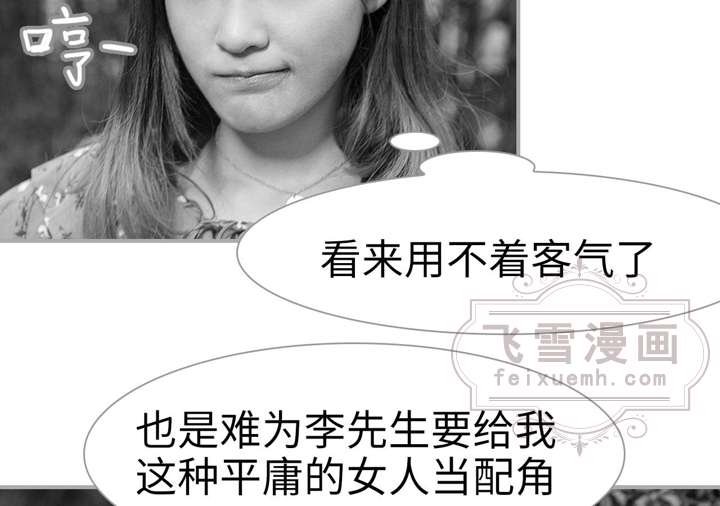 哼一
看来用不着客气了
飞雪漫画
feixuemh.com
也是难为李先生要给我
这种平庸的女人当配角